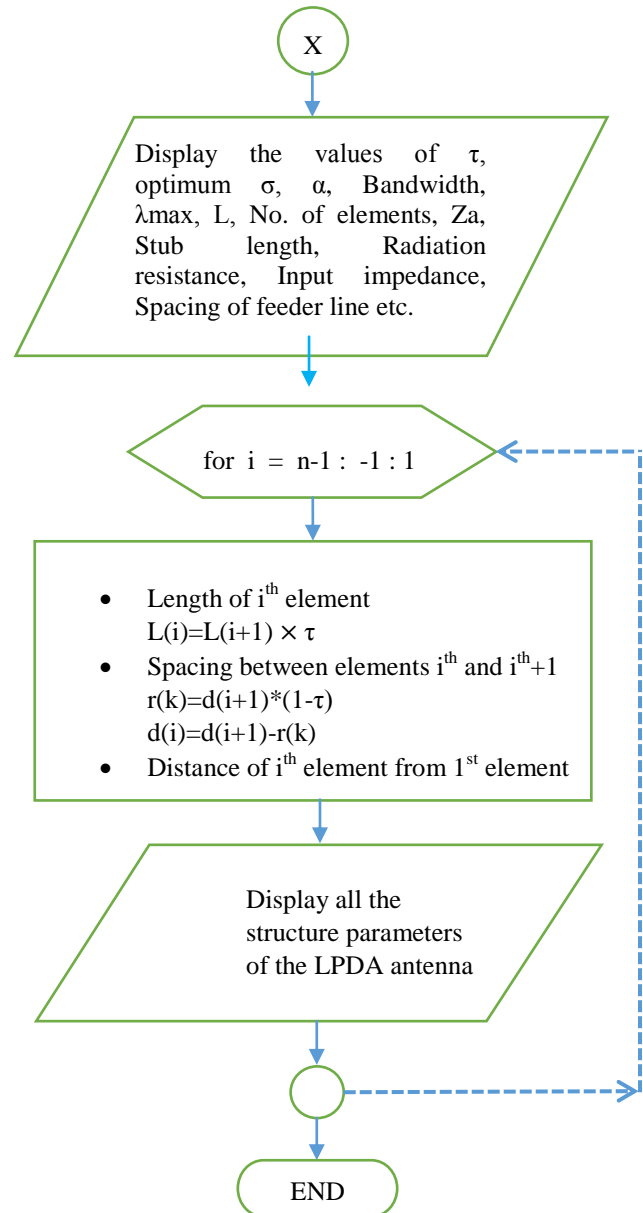 X
Display the values of τ,
optimum σ, α, Bandwidth,
λmax, L, No. of elements, Za,
Stub length, Radiation
resistance, Input impedance,
Spacing of feeder line etc.
for i = n-1 : -1 : 1
• Length of iᵗʰ element
L(i)=L(i+1) × τ
• Spacing between elements iᵗʰ and iᵗʰ+1
r(k)=d(i+1)*(1-τ)
d(i)=d(i+1)-r(k)
• Distance of iᵗʰ element from 1ˢᵗ element
Display all the
structure parameters
of the LPDA antenna
END